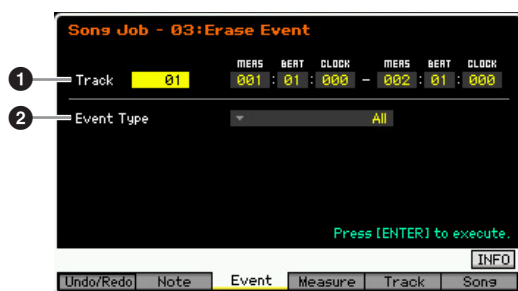 Song Job - 03:Erase Event
MEAS BEAT CLOCK MEAS BEAT CLOCK
1 Track 01 001 : 01 : 000 - 002 : 01 : 000
2 Event Type All
Press [ENTER] to execute.
INFO
Undo/Redo Note Event Measure Track Song